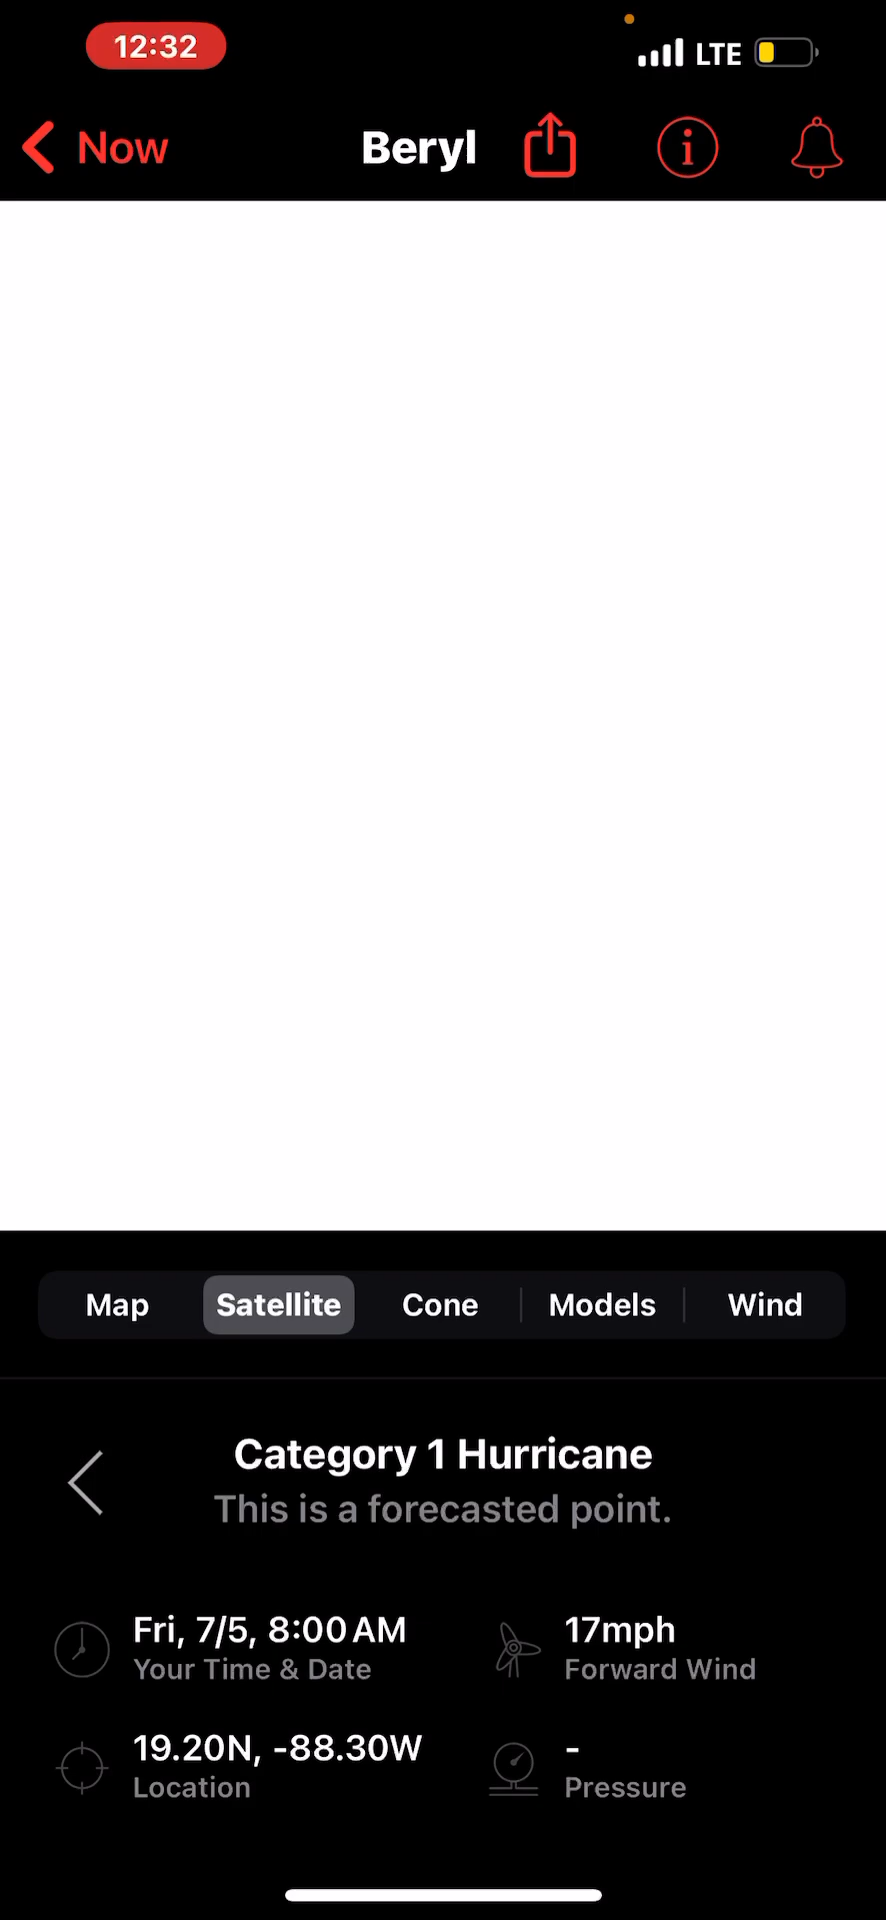 12:32
LTE
Now
Beryl
Map
Satellite
Cone
Models
Wind
Category 1 Hurricane
This is a forecasted point.
Fri, 7/5, 8:00 AM
Your Time & Date
17mph
Forward Wind
19.20N, -88.30W
Location
-
Pressure